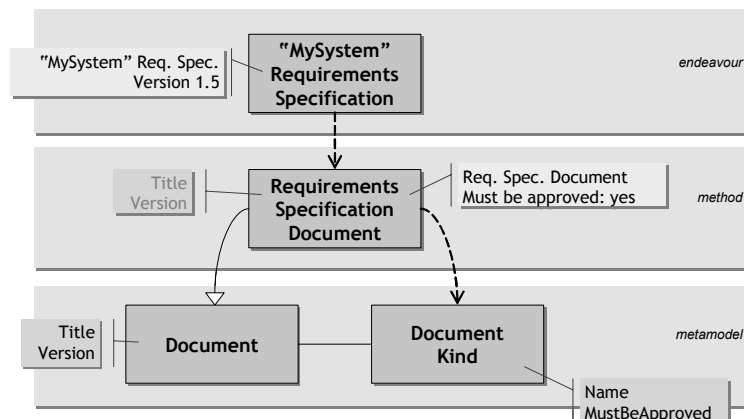 “MySystem”
Requirements
Specification
“MySystem” Req. Spec.
Version 1.5
endeavour
Title
Version
Requirements
Specification
Document
Req. Spec. Document
Must be approved: yes
method
Title
Version
Document
Document
Kind
metamodel
Name
MustBeApproved